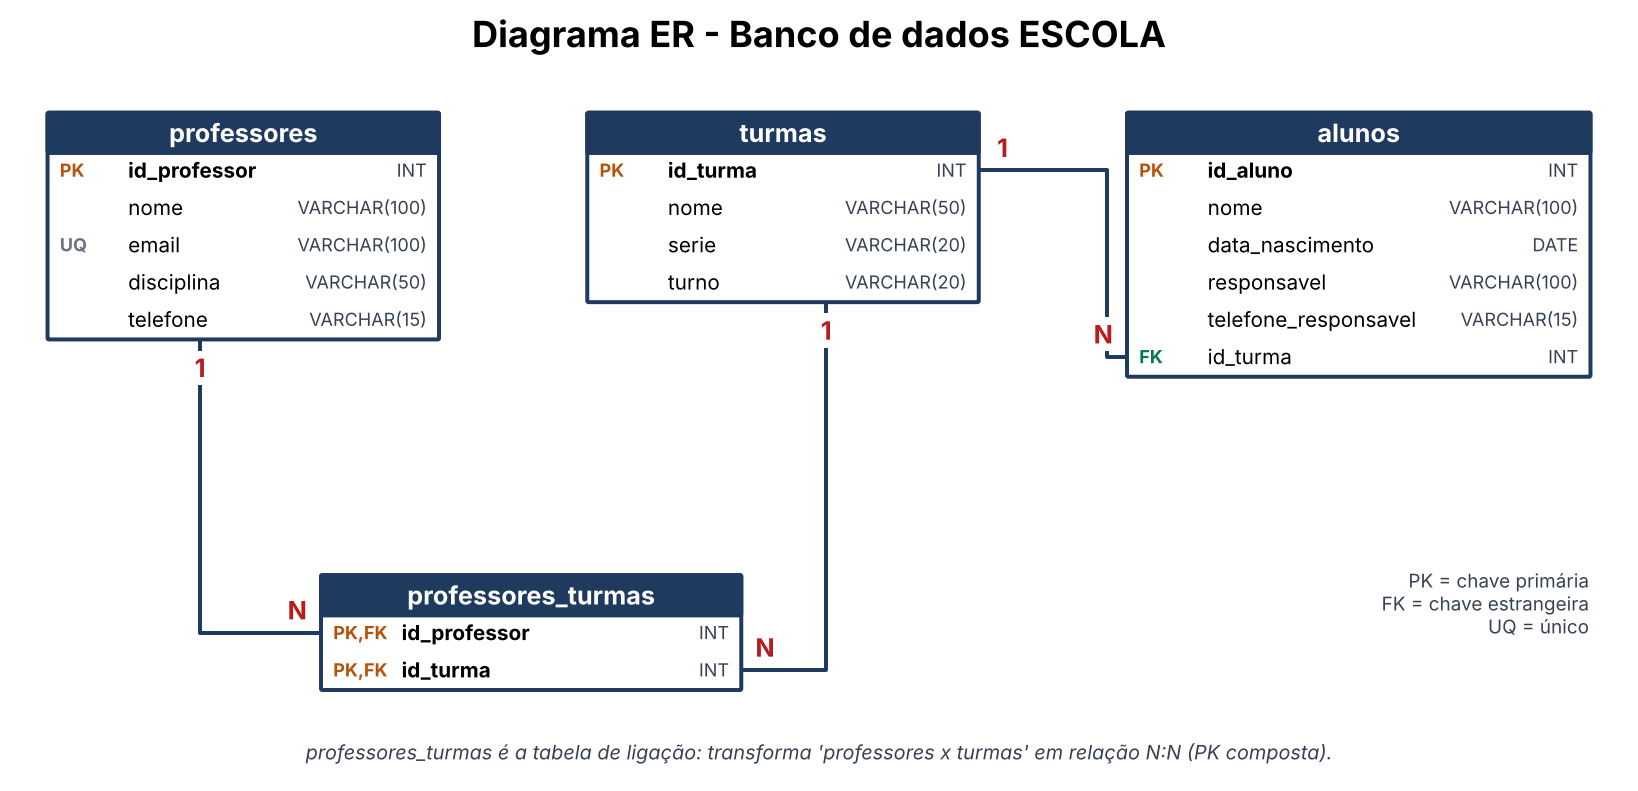 Diagrama ER - Banco de dados ESCOLA
professores
PK id_professor INT
nome VARCHAR(100)
UQ email VARCHAR(100)
disciplina VARCHAR(50)
telefone VARCHAR(15)
1
turmas
PK id_turma INT
nome VARCHAR(50)
serie VARCHAR(20)
turno VARCHAR(20)
1
1
N
alunos
PK id_aluno INT
nome VARCHAR(100)
data_nascimento DATE
responsavel VARCHAR(100)
telefone_responsavel VARCHAR(15)
FK id_turma INT
N
professores_turmas
PK,FK id_professor INT
PK,FK id_turma INT
N
PK = chave primária
FK = chave estrangeira
UQ = único
professores_turmas é a tabela de ligação: transforma 'professores x turmas' em relação N:N (PK composta).